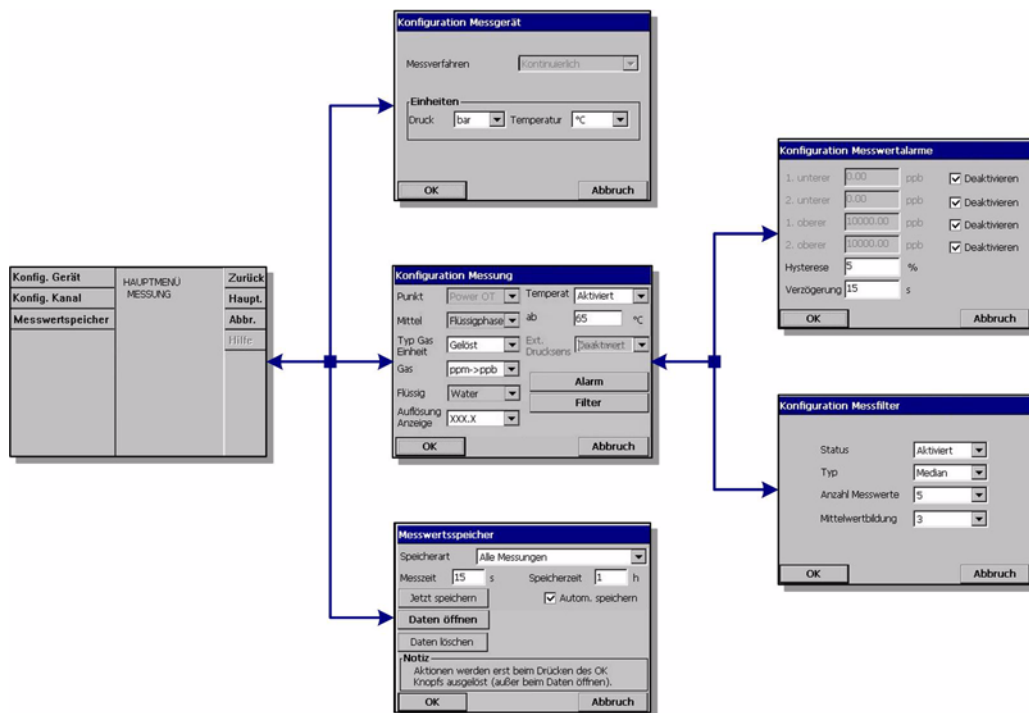 Konfiguration Messgerät
Messverfahren Kontinuierlich
Einheiten
Druck bar Temperatur °C
OK Abbruch
Konfig. Gerät
Konfig. Kanal
Messwertspeicher
HAUPTMENÜ
MESSUNG
Zurück
Haupt.
Abbr.
Hilfe
Konfiguration Messung
Punkt Power OT Temperat Aktiviert
Mittel Flüssigphase ab 65 °C
Typ Gas
Einheit Gelöst Ext.
Drucksens Deaktiviert
Gas ppm->ppb
Alarm
Flüssig Water
Filter
Auflösung
Anzeige XXX.X
OK Abbruch
Messwertsspeicher
Speicherart Alle Messungen
Messzeit 15 s Speicherzeit 1 h
Jetzt speichern Autom. speichern
Daten öffnen
Daten löschen
Notiz
Aktionen werden erst beim Drücken des OK
Knopfs ausgelöst (außer beim Daten öffnen).
OK Abbruch
Konfiguration Messwertalarme
1. unterer 0.00 ppb Deaktivieren
2. unterer 0.00 ppb Deaktivieren
1. oberer 10000.00 ppb Deaktivieren
2. oberer 10000.00 ppb Deaktivieren
Hysterese 5 %
Verzögerung 15 s
OK Abbruch
Konfiguration Messfilter
Status Aktiviert
Typ Median
Anzahl Messwerte 5
Mittelwertbildung 3
OK Abbruch